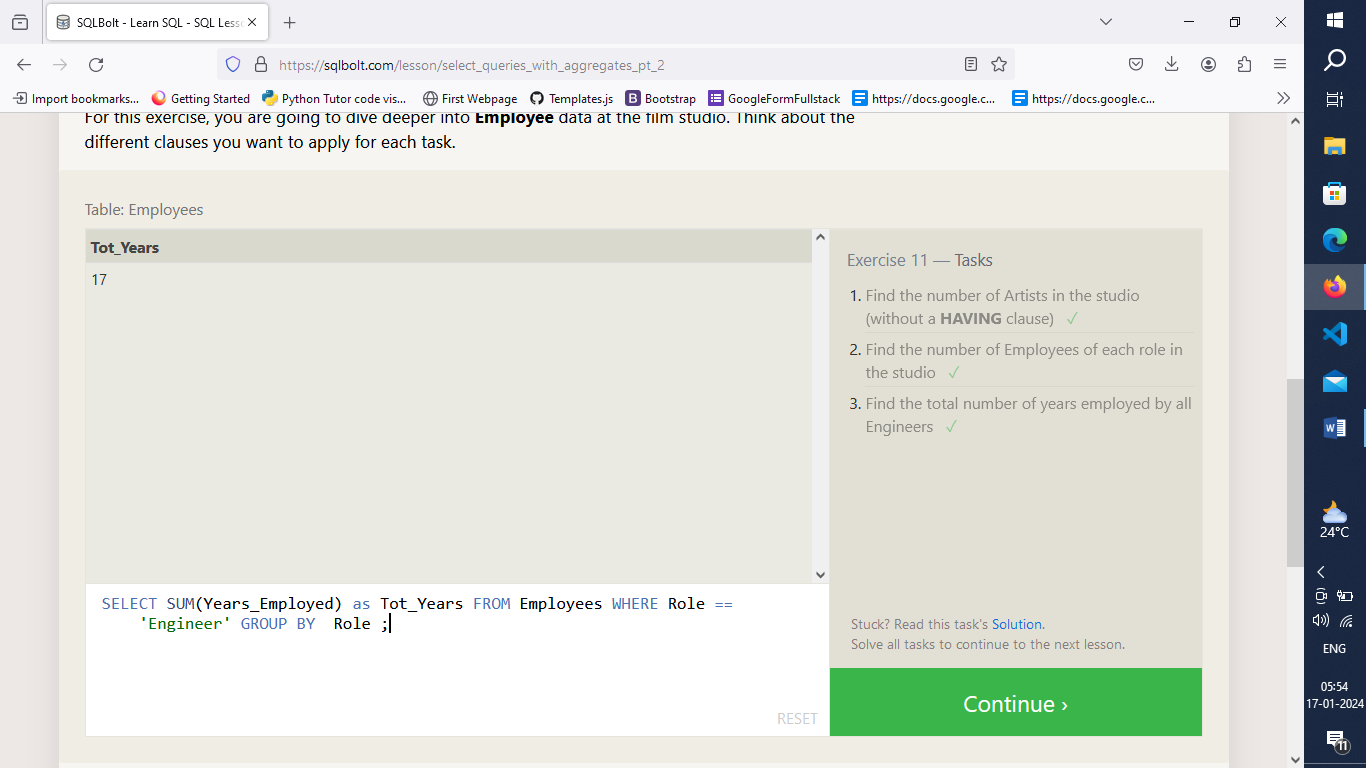 SQLBolt - Learn SQL - SQL Less
https://sqlbolt.com/lesson/select_queries_with_aggregates_pt_2
Import bookmarks... Getting Started Python Tutor code vis... First Webpage Templates.js Bootstrap GoogleFormFullstack https://docs.google.c... https://docs.google.c...
For this exercise, you are going to dive deeper into Employee data at the film studio. Think about the
different clauses you want to apply for each task.
Table: Employees
Tot_Years
17
SELECT SUM(Years_Employed) as Tot_Years FROM Employees WHERE Role ==
'Engineer' GROUP BY  Role ;
RESET
Exercise 11 — Tasks
1. Find the number of Artists in the studio
(without a HAVING clause) ✓
2. Find the number of Employees of each role in
the studio ✓
3. Find the total number of years employed by all
Engineers ✓
Stuck? Read this task's Solution.
Solve all tasks to continue to the next lesson.
Continue ›
24°C
ENG
05:54
17-01-2024
11